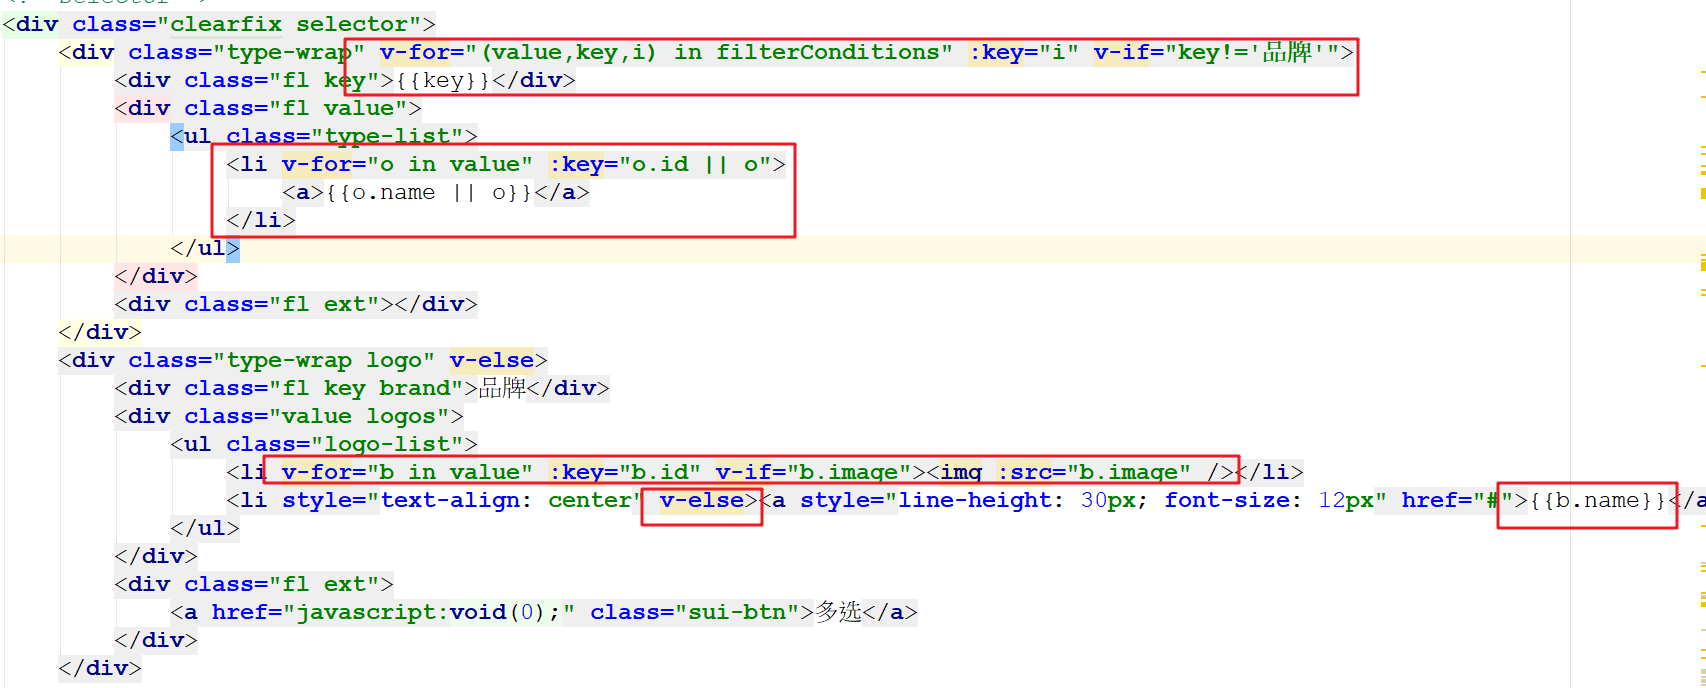 <div class="clearfix selector">
<div class="type-wrap" v-for="(value,key,i) in filterConditions" :key="i" v-if="key!='品牌'">
<div class="fl key">{{key}}</div>
<div class="fl value">
<ul class="type-list">
<li v-for="o in value" :key="o.id || o">
<a>{{o.name || o}}</a>
</li>
</ul>
</div>
<div class="fl ext"></div>
</div>
<div class="type-wrap logo" v-else>
<div class="fl key brand">品牌</div>
<div class="value logos">
<ul class="logo-list">
<li v-for="b in value" :key="b.id" v-if="b.image"><img :src="b.image" /></li>
<li style="text-align: center" v-else><a style="line-height: 30px; font-size: 12px" href="#">{{b.name}}</a
</ul>
</div>
<div class="fl ext">
<a href="javascript:void(0);" class="sui-btn">多选</a>
</div>
</div>